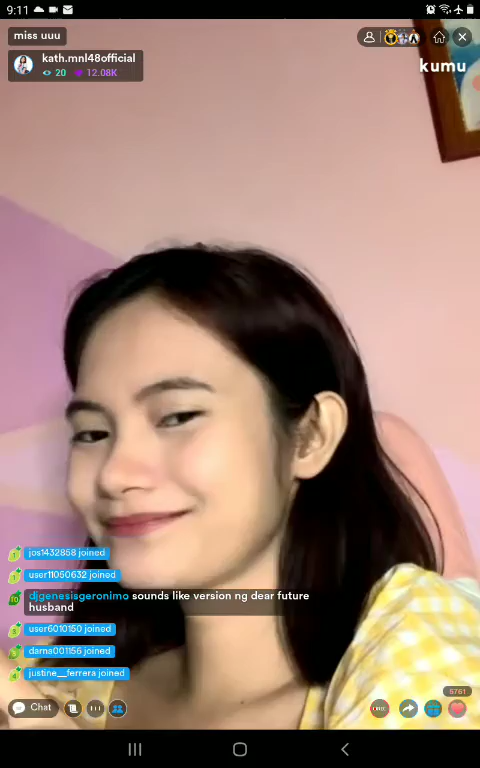 9:11
miss uuu
kath.mnl48official
20 12.08K
kumu
jos1432858 joined
user11050632 joined
djgenesisgeronimo sounds like version ng dear future
husband
user6010150 joined
darna001156 joined
justine__ferrera joined
5761
Chat